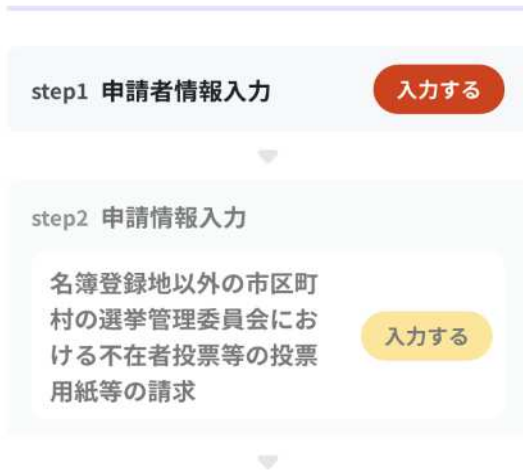 step1 申請者情報入力 入力する
step2 申請情報入力
名簿登録地以外の市区町
村の選挙管理委員会にお
ける不在者投票等の投票
用紙等の請求
入力する